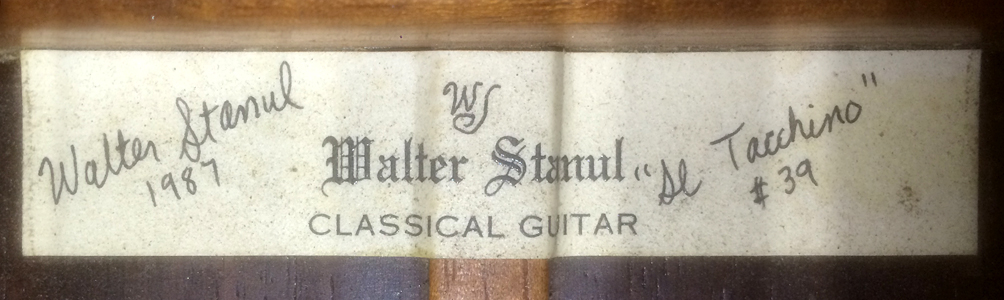 Walter Stanul
1987
WS
Walter Stanul
CLASSICAL GUITAR
"Il Tacchino"
#39